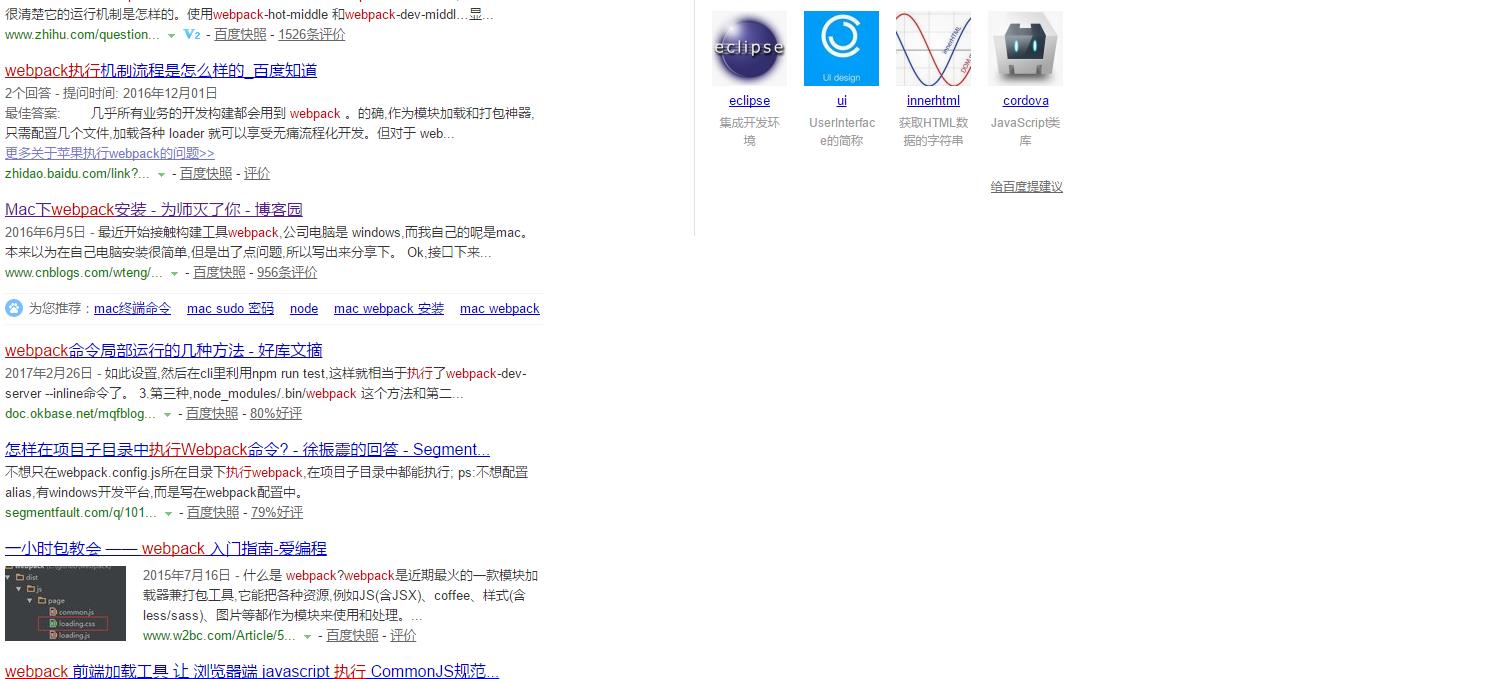 很清楚它的运行机制是怎样的。使用webpack-hot-middle 和webpack-dev-middl...显...
www.zhihu.com/question... V2 - 百度快照 - 1526条评价
webpack执行机制流程是怎么样的_百度知道
2个回答 - 提问时间: 2016年12月01日
最佳答案: 几乎所有业务的开发构建都会用到 webpack 。的确,作为模块加载和打包神器,
只需配置几个文件,加载各种 loader 就可以享受无痛流程化开发。但对于 web...
更多关于苹果执行webpack的问题>>
zhidao.baidu.com/link?... - 百度快照 - 评价
Mac下webpack安装 - 为师灭了你 - 博客园
2016年6月5日 - 最近开始接触构建工具webpack,公司电脑是 windows,而我自己的呢是mac。
本来以为在自己电脑安装很简单,但是出了点问题,所以写出来分享下。 Ok,接口下来...
www.cnblogs.com/wteng/... - 百度快照 - 956条评价
为您推荐：mac终端命令 mac sudo 密码 node mac webpack 安装 mac webpack
webpack命令局部运行的几种方法 - 好库文摘
2017年2月26日 - 如此设置,然后在cli里利用npm run test,这样就相当于执行了webpack-dev-
server --inline命令了。 3.第三种,node_modules/.bin/webpack 这个方法和第二...
doc.okbase.net/mqfblog... - 百度快照 - 80%好评
怎样在项目子目录中执行Webpack命令? - 徐振震的回答 - Segment...
不想只在webpack.config.js所在目录下执行webpack,在项目子目录中都能执行; ps:不想配置
alias,有windows开发平台,而是写在webpack配置中。
segmentfault.com/q/101... - 百度快照 - 79%好评
一小时包教会 —— webpack 入门指南-爱编程
dist
js
page
common.js
loading.css
loading.js
2015年7月16日 - 什么是 webpack?webpack是近期最火的一款模块加
载器兼打包工具,它能把各种资源,例如JS(含JSX)、coffee、样式(含
less/sass)、图片等都作为模块来使用和处理。...
www.w2bc.com/Article/5... - 百度快照 - 评价
webpack 前端加载工具 让 浏览器端 javascript 执行 CommonJS规范...
eclipse
UI design
innerHTML
DOM
eclipse
ui
innerhtml
cordova
集成开发环
境
UserInterfac
e的简称
获取HTML数
据的字符串
JavaScript类
库
给百度提建议